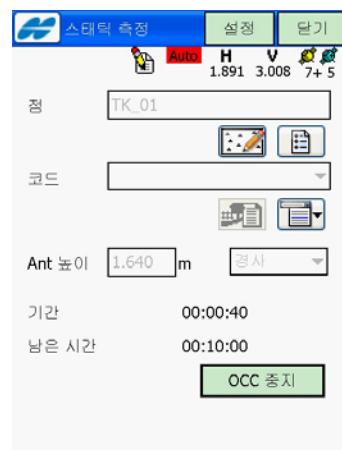 스태틱 측정 설정 닫기
Auto H V
1.891 3.008 7+ 5
점 TK_01
코드
Ant 높이 1.640 m 경사
기간 00:00:40
남은 시간 00:10:00
OCC 중지